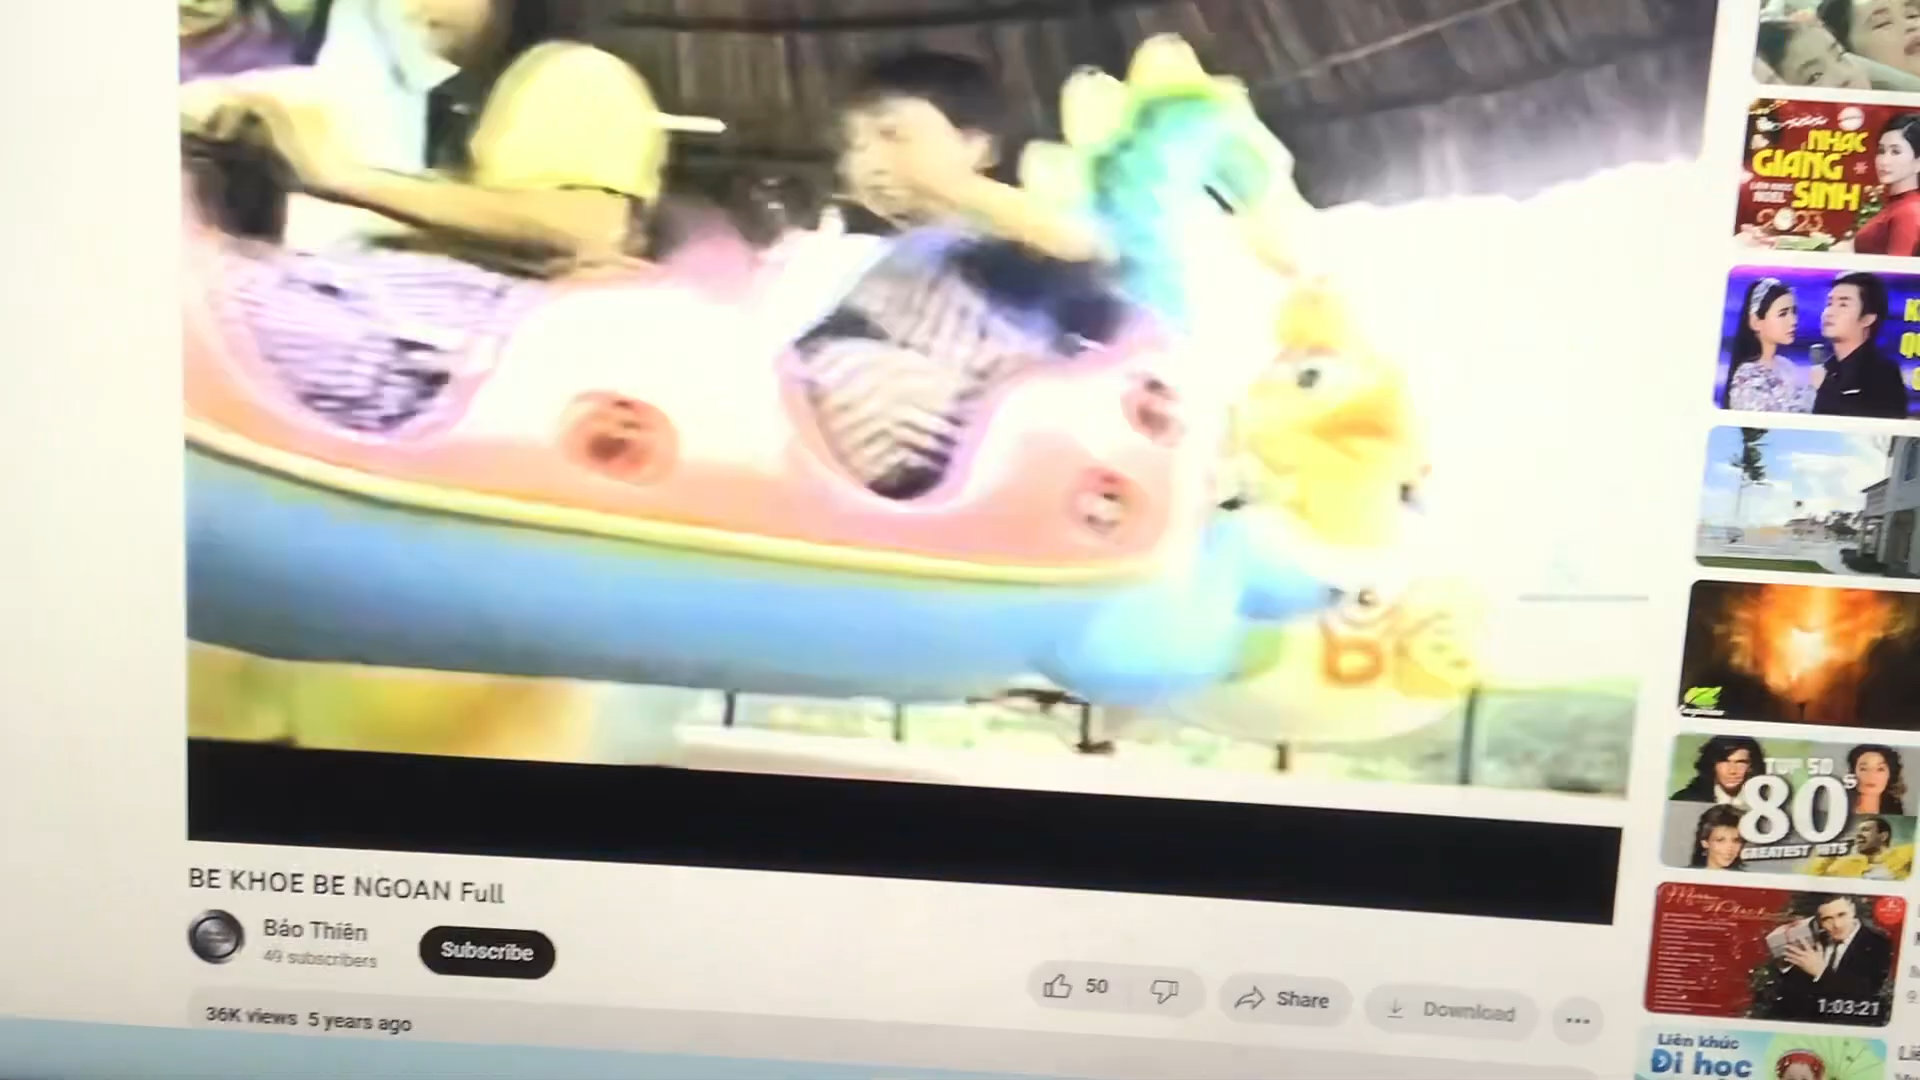 BE KHOE BE NGOAN Full
Bảo Thiên
49 subscribers
Subscribe
50
Share
Download
36K views 5 years ago
NHẠC
GIÁNG
SINH
2023
TOP 50
80s
GREATEST HITS
1:03:21
Liên khúc
Đi học